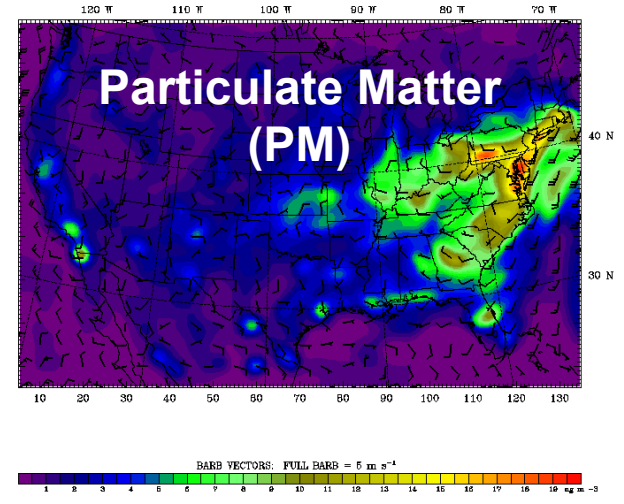 120 W 110 W 100 W 90 W 80 W 70 W
Particulate Matter
(PM)
40 N
30 N
10 20 30 40 50 60 70 80 90 100 110 120 130
BARB VECTORS: FULL BARB = 5 m s⁻¹
1 2 3 4 5 6 7 8 9 10 11 12 13 14 15 16 17 18 19 ug m -3